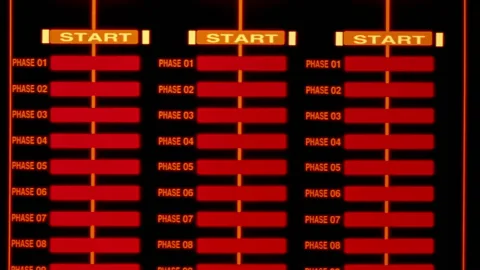 START START START
PHASE 01 PHASE 01 PHASE 01
PHASE 02 PHASE 02 PHASE 02
PHASE 03 PHASE 03 PHASE 03
PHASE 04 PHASE 04 PHASE 04
PHASE 05 PHASE 05 PHASE 05
PHASE 06 PHASE 06 PHASE 06
PHASE 07 PHASE 07 PHASE 07
PHASE 08 PHASE 08 PHASE 08